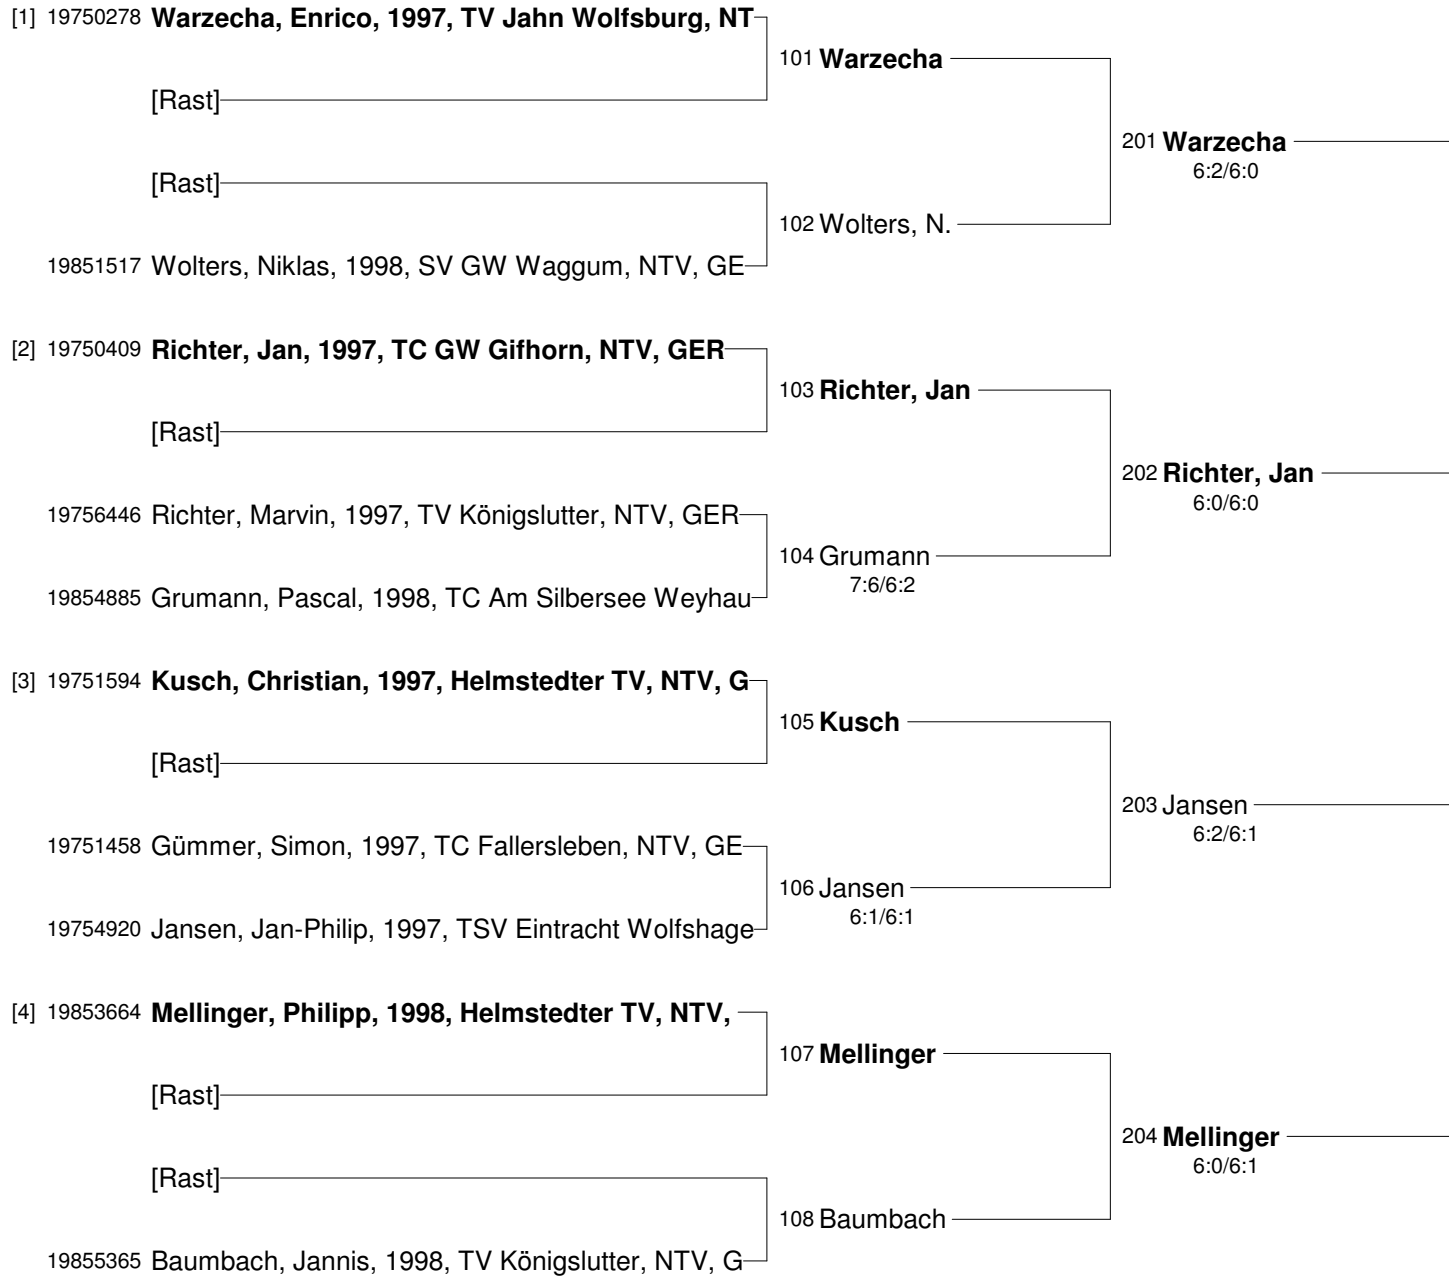 [1] 19750278 Warzecha, Enrico, 1997, TV Jahn Wolfsburg, NT
101 Warzecha
[Rast]
201 Warzecha
6:2/6:0
[Rast]
102 Wolters, N.
19851517 Wolters, Niklas, 1998, SV GW Waggum, NTV, GE
[2] 19750409 Richter, Jan, 1997, TC GW Gifhorn, NTV, GER
103 Richter, Jan
[Rast]
202 Richter, Jan
6:0/6:0
19756446 Richter, Marvin, 1997, TV Königslutter, NTV, GER
104 Grumann
7:6/6:2
19854885 Grumann, Pascal, 1998, TC Am Silbersee Weyhau
[3] 19751594 Kusch, Christian, 1997, Helmstedter TV, NTV, G
105 Kusch
[Rast]
203 Jansen
6:2/6:1
19751458 Gümmer, Simon, 1997, TC Fallersleben, NTV, GE
106 Jansen
6:1/6:1
19754920 Jansen, Jan-Philip, 1997, TSV Eintracht Wolfshage
[4] 19853664 Mellinger, Philipp, 1998, Helmstedter TV, NTV,
107 Mellinger
[Rast]
204 Mellinger
6:0/6:1
[Rast]
108 Baumbach
19855365 Baumbach, Jannis, 1998, TV Königslutter, NTV, G